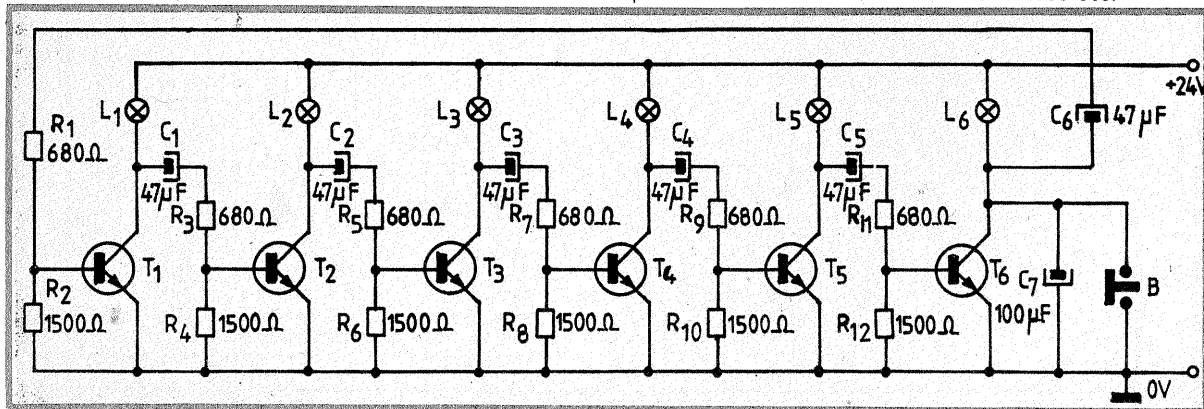 +24V
L1
L2
L3
L4
L5
L6
C6 47µF
R1
680Ω
C1
47µF
C2
47µF
C3
47µF
C4
47µF
C5
47µF
R3 680Ω
R5 680Ω
R7 680Ω
R9 680Ω
R11 680Ω
T1
T2
T3
T4
T5
T6
C7
100µF
B
R2
1500Ω
R4 1500Ω
R6 1500Ω
R8 1500Ω
R10 1500Ω
R12 1500Ω
0V